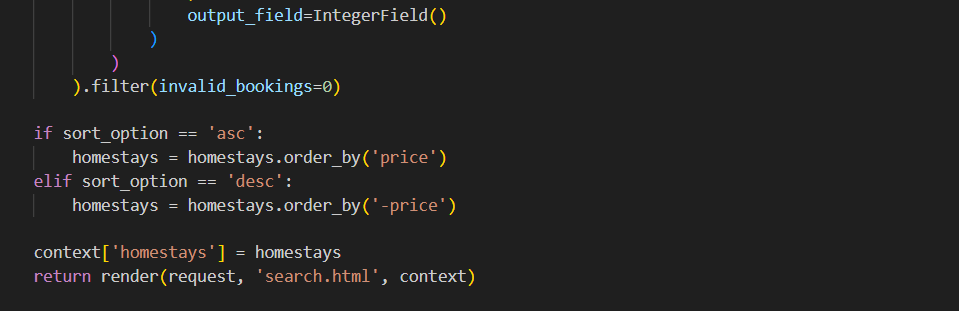 output_field=IntegerField()
)
)
).filter(invalid_bookings=0)
if sort_option == 'asc':
homestays = homestays.order_by('price')
elif sort_option == 'desc':
homestays = homestays.order_by('-price')
context['homestays'] = homestays
return render(request, 'search.html', context)